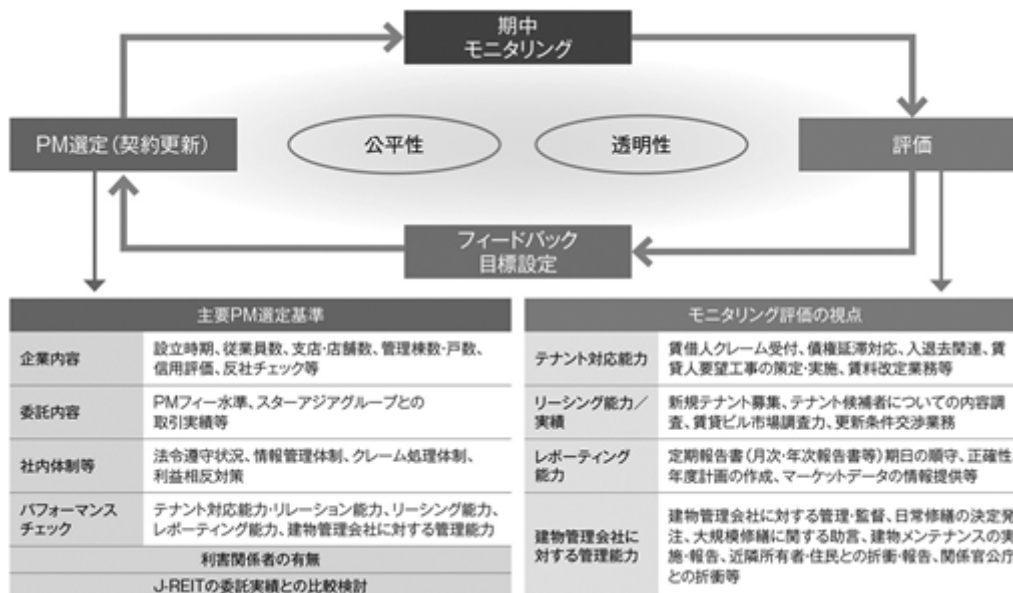 期中
モニタリング
PM選定（契約更新）
公平性
透明性
評価
フィードバック
目標設定
主要PM選定基準
企業内容
設立時期、従業員数、支店・店舗数、管理棟数・戸数、
信用評価、反社チェック等
委託内容
PMフィー水準、スターアジアグループとの
取引実績等
社内体制等
法令遵守状況、情報管理体制、クレーム処理体制、
利益相反対策
パフォーマンス
チェック
テナント対応能力・リレーション能力、リーシング能力、
レポーティング能力、建物管理会社に対する管理能力
利害関係者の有無
J-REITの委託実績との比較検討
モニタリング評価の視点
テナント対応能力
賃借人クレーム受付、債権延滞対応、入退去関連、賃
貸人要望工事の策定・実施、賃料改定業務等
リーシング能力／
実績
新規テナント募集、テナント候補者についての内容調
査、賃貸ビル市場調査力、更新条件交渉業務
レポーティング
能力
定期報告書（月次・年次報告書等）期日の順守、正確性
年度計画の作成、マーケットデータの情報提供等
建物管理会社に
対する管理能力
建物管理会社に対する管理・監督、日常修繕の決定発
注、大規模修繕に関する助言、建物メンテナンスの実
施・報告、近隣所有者・住民との折衝・報告、関係官公庁
との折衝等